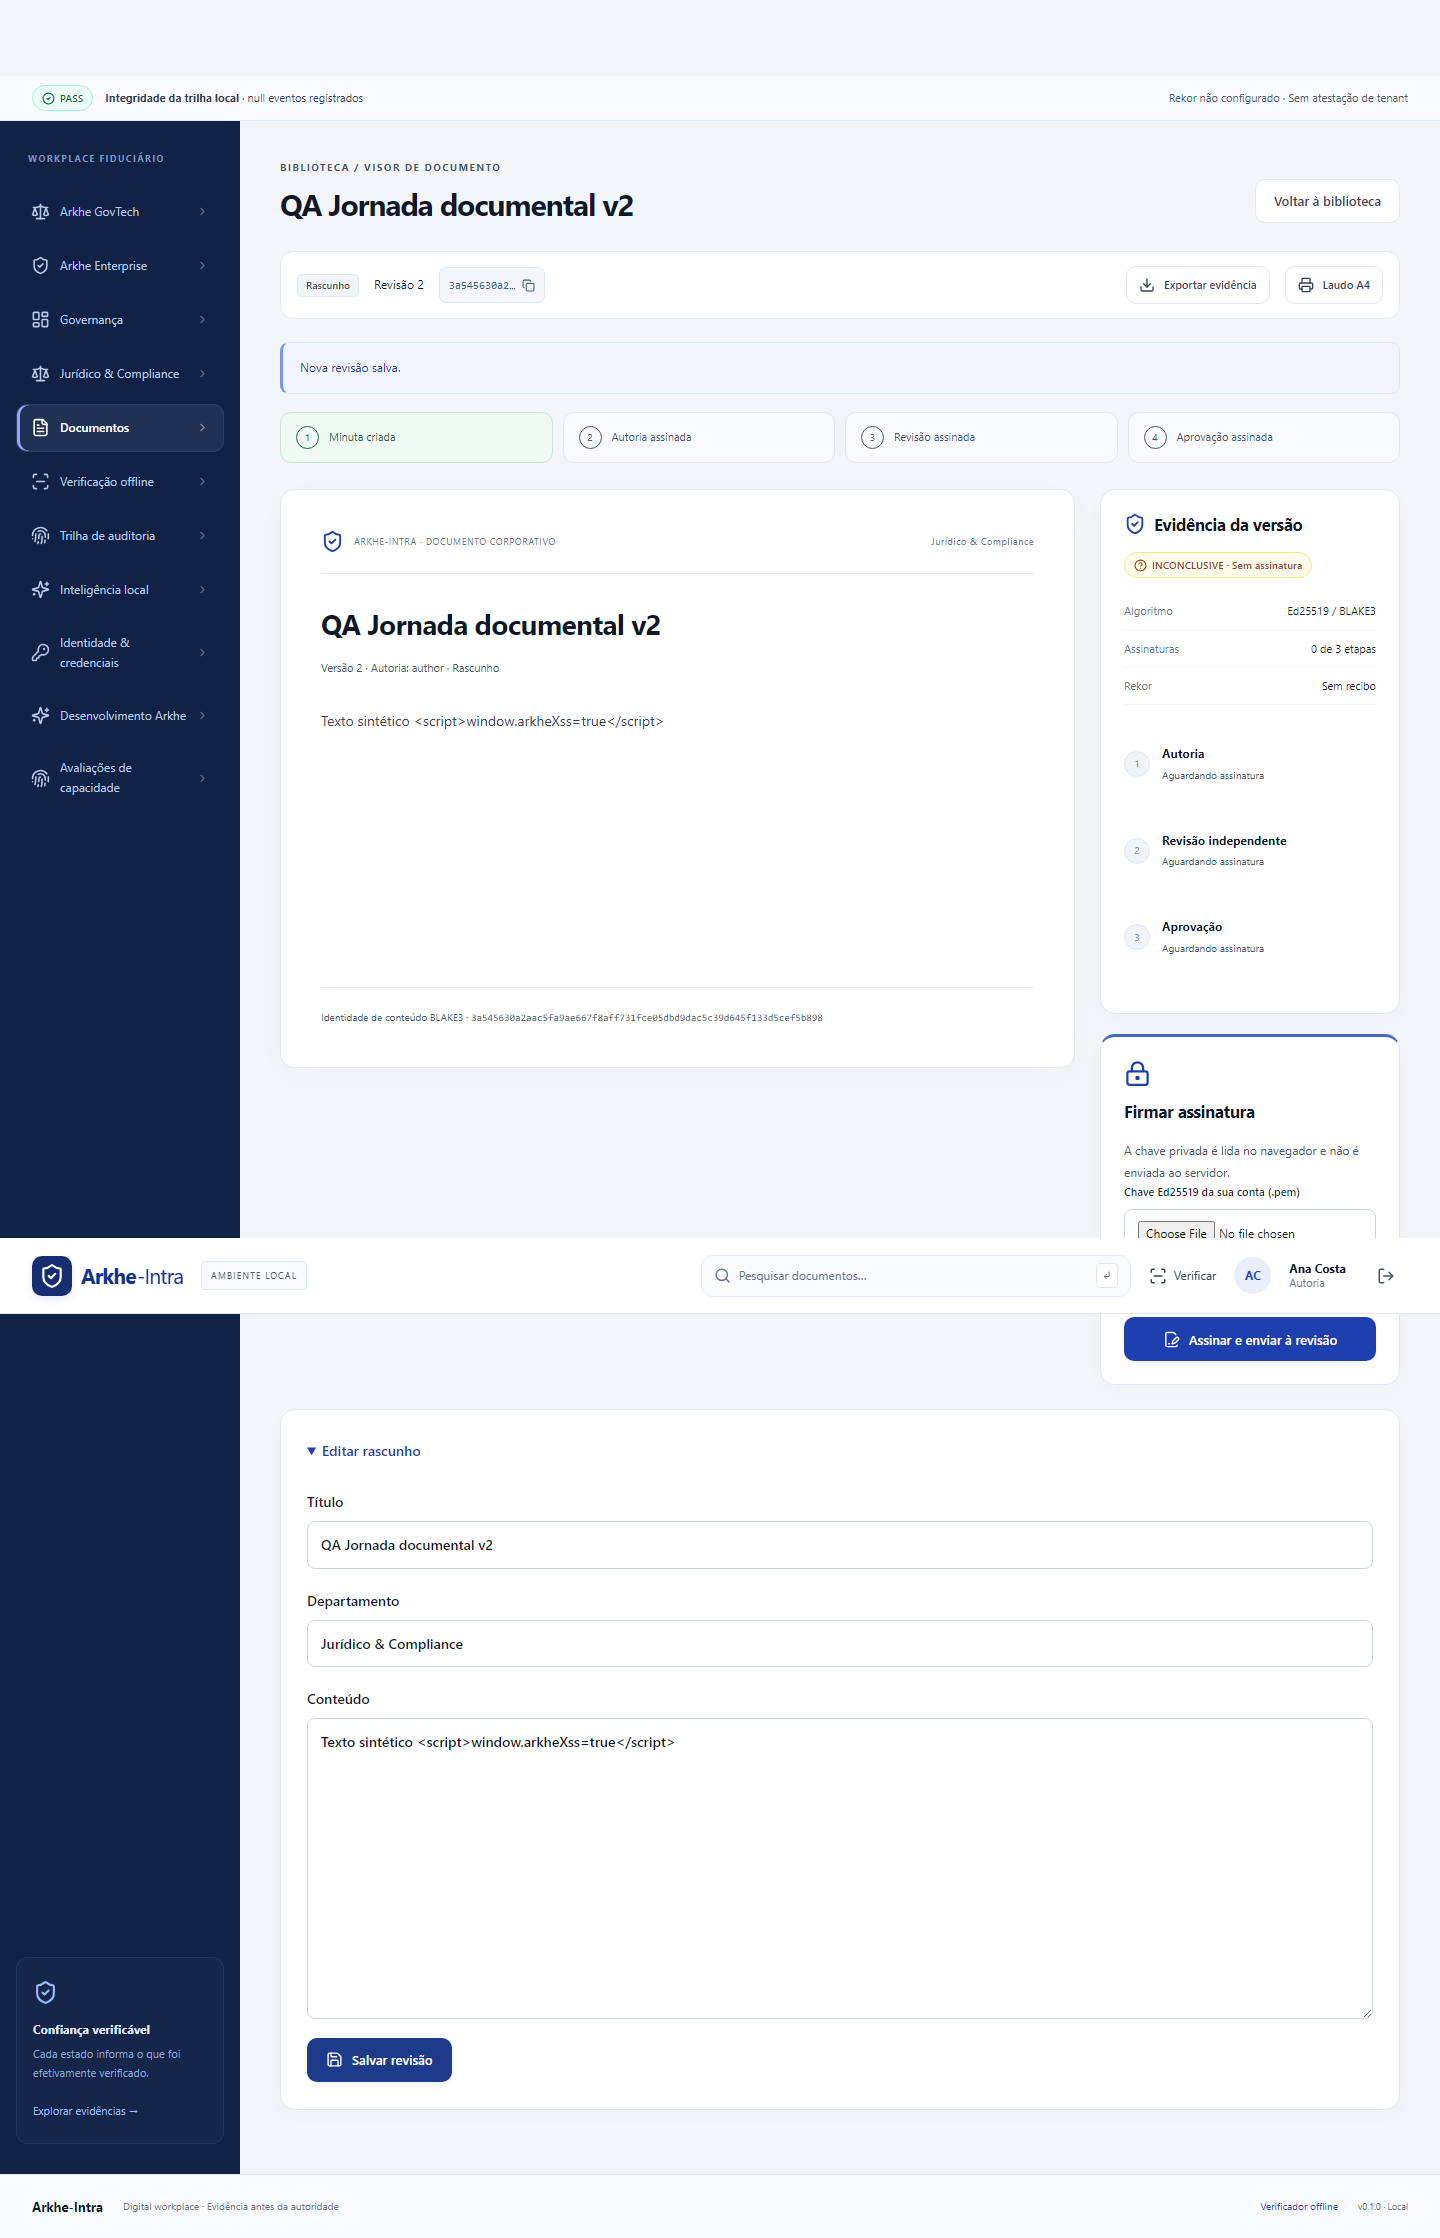 PASS
Integridade da trilha local · null eventos registrados
Rekor não configurado · Sem atestação de tenant
WORKPLACE FIDUCIÁRIO
Arkhe GovTech
Arkhe Enterprise
Governança
Jurídico & Compliance
Documentos
Verificação offline
Trilha de auditoria
Inteligência local
Identidade &
credenciais
Desenvolvimento Arkhe
Avaliações de
capacidade
BIBLIOTECA / VISOR DE DOCUMENTO
QA Jornada documental v2
Voltar à biblioteca
Rascunho
Revisão 2
3a545630a2…
Exportar evidência
Laudo A4
Nova revisão salva.
1 Minuta criada
2 Autoria assinada
3 Revisão assinada
4 Aprovação assinada
ARKHE-INTRA · DOCUMENTO CORPORATIVO
Jurídico & Compliance
QA Jornada documental v2
Versão 2 · Autoria: author · Rascunho
Texto sintético <script>window.arkheXss=true</script>
Identidade de conteúdo BLAKE3 · 3a545630a2aac5fa9ae667f8aff731fce05dbd9dac5c39d645f133d5cef5b898
Evidência da versão
INCONCLUSIVE · Sem assinatura
Algoritmo
Ed25519 / BLAKE3
Assinaturas
0 de 3 etapas
Rekor
Sem recibo
1
Autoria
Aguardando assinatura
2
Revisão independente
Aguardando assinatura
3
Aprovação
Aguardando assinatura
Firmar assinatura
A chave privada é lida no navegador e não é
enviada ao servidor.
Chave Ed25519 da sua conta (.pem)
Choose File No file chosen
Arkhe-Intra
AMBIENTE LOCAL
Pesquisar documentos...
↵
Verificar
AC
Ana Costa
Autoria
Assinar e enviar à revisão
▼ Editar rascunho
Título
QA Jornada documental v2
Departamento
Jurídico & Compliance
Conteúdo
Texto sintético <script>window.arkheXss=true</script>
Salvar revisão
Confiança verificável
Cada estado informa o que foi
efetivamente verificado.
Explorar evidências →
Arkhe-Intra
Digital workplace · Evidência antes da autoridade
Verificador offline
v0.1.0 · Local